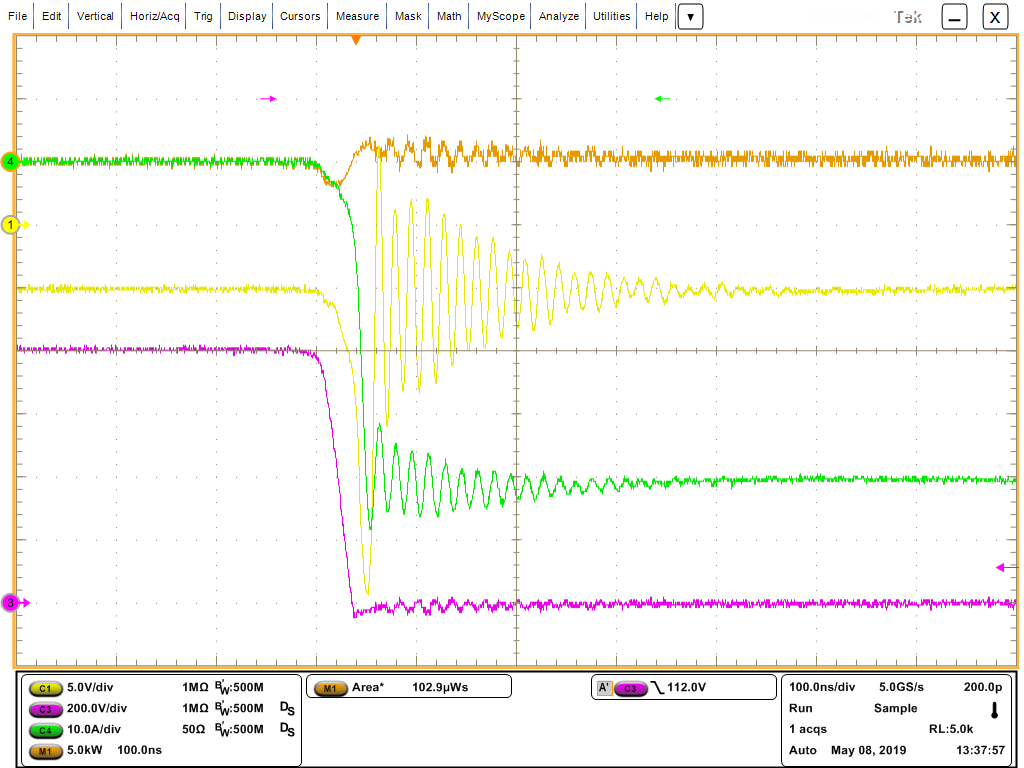 File Edit Vertical Horiz/Acq Trig Display Cursors Measure Mask Math MyScope Analyze Utilities Help Tek X
4
1
3
C1 5.0V/div 1MΩ BW:500M
C3 200.0V/div 1MΩ BW:500M DS
C4 10.0A/div 50Ω BW:500M DS
M1 5.0kW 100.0ns
M1 Area* 102.9µWs
A' C3 112.0V
100.0ns/div 5.0GS/s 200.0p
Run Sample
1 acqs RL:5.0k
Auto May 08, 2019 13:37:57